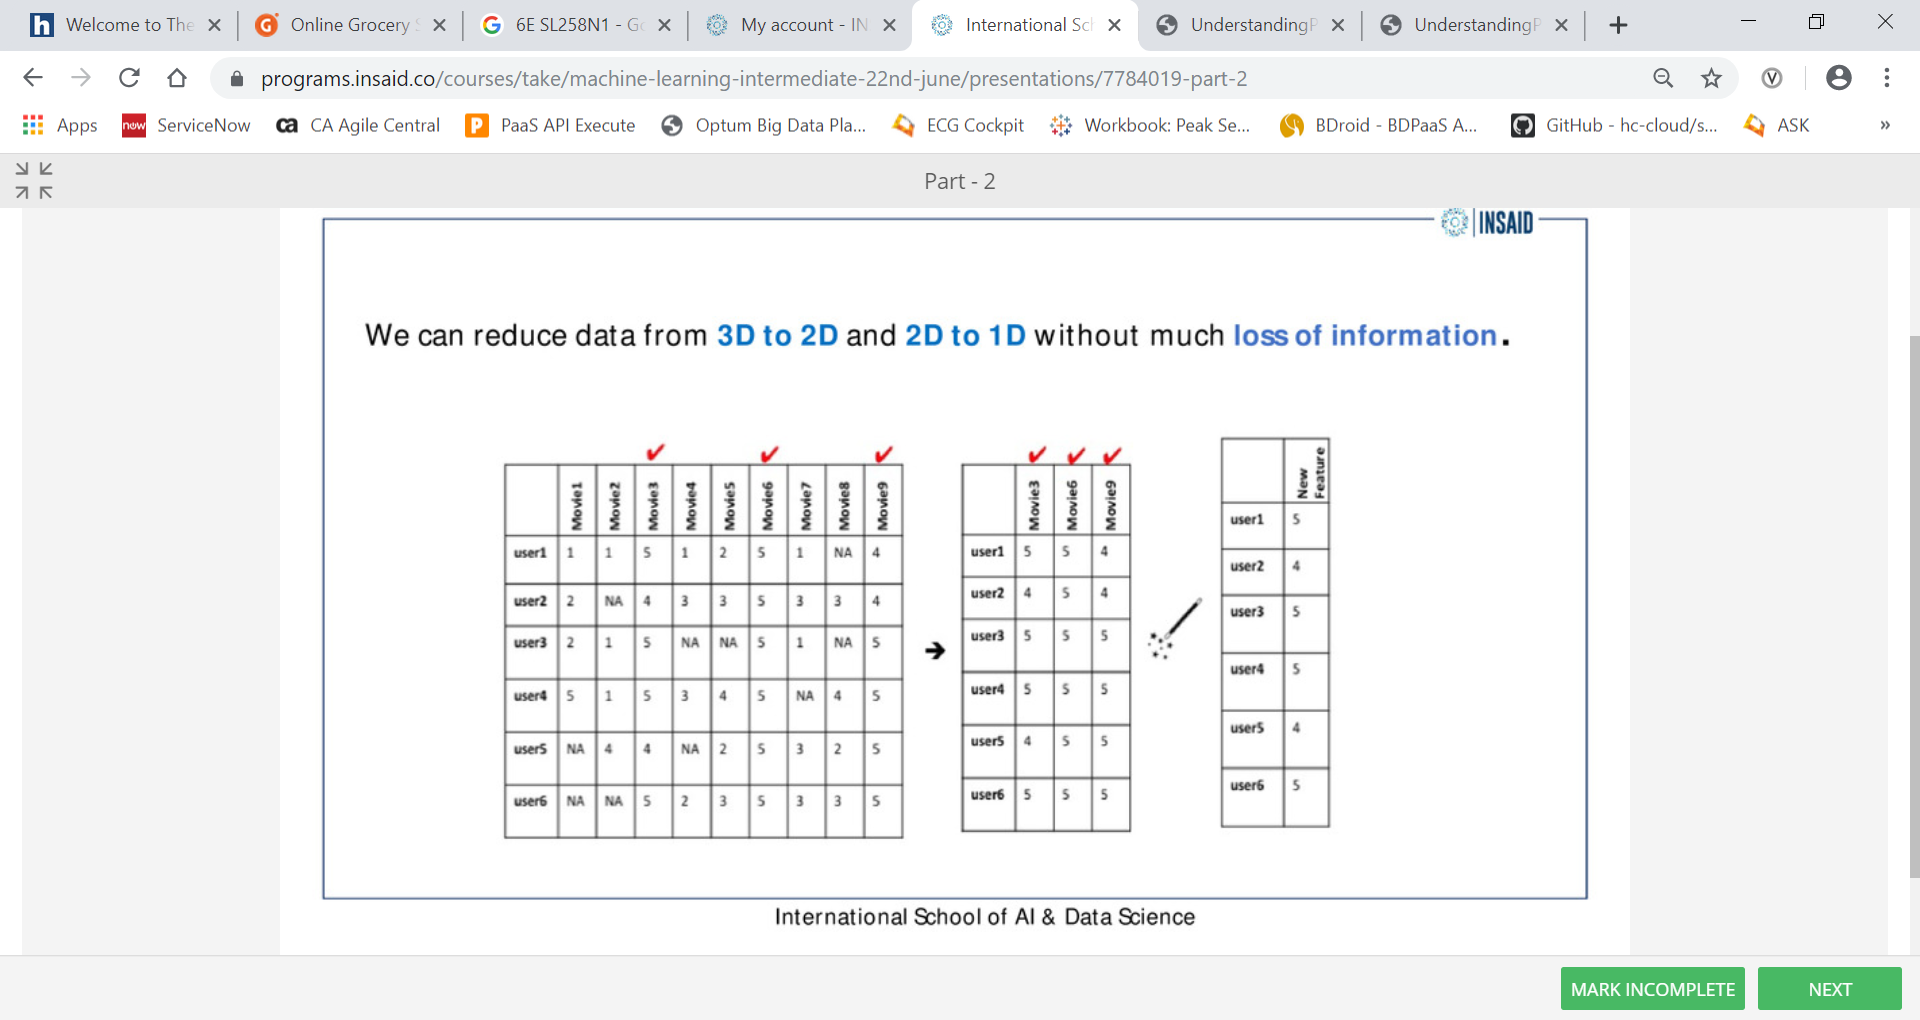 Welcome to The
Online Grocery S
6E SL258N1 - Go
My account - IN
International Sch
UnderstandingP
UnderstandingP
programs.insaid.co/courses/take/machine-learning-intermediate-22nd-june/presentations/7784019-part-2
Apps
now ServiceNow
ca CA Agile Central
P PaaS API Execute
Optum Big Data Pla...
ECG Cockpit
Workbook: Peak Se...
BDroid - BDPaaS A...
GitHub - hc-cloud/s...
ASK
»
Part - 2
INSAID
We can reduce data from 3D to 2D and 2D to 1D without much loss of information.
Movie1 Movie2 Movie3 Movie4 Movie5 Movie6 Movie7 Movie8 Movie9
user1 1 1 5 1 2 5 1 NA 4
user2 2 NA 4 3 3 5 3 3 4
user3 2 1 5 NA NA 5 1 NA 5
user4 5 1 5 3 4 5 NA 4 5
user5 NA 4 4 NA 2 5 3 2 5
user6 NA NA 5 2 3 5 3 3 5
Movie3 Movie6 Movie9
user1 5 5 4
user2 4 5 4
user3 5 5 5
user4 5 5 5
user5 4 5 5
user6 5 5 5
New
Feature
user1 5
user2 4
user3 5
user4 5
user5 4
user6 5
International School of AI & Data Science
MARK INCOMPLETE
NEXT